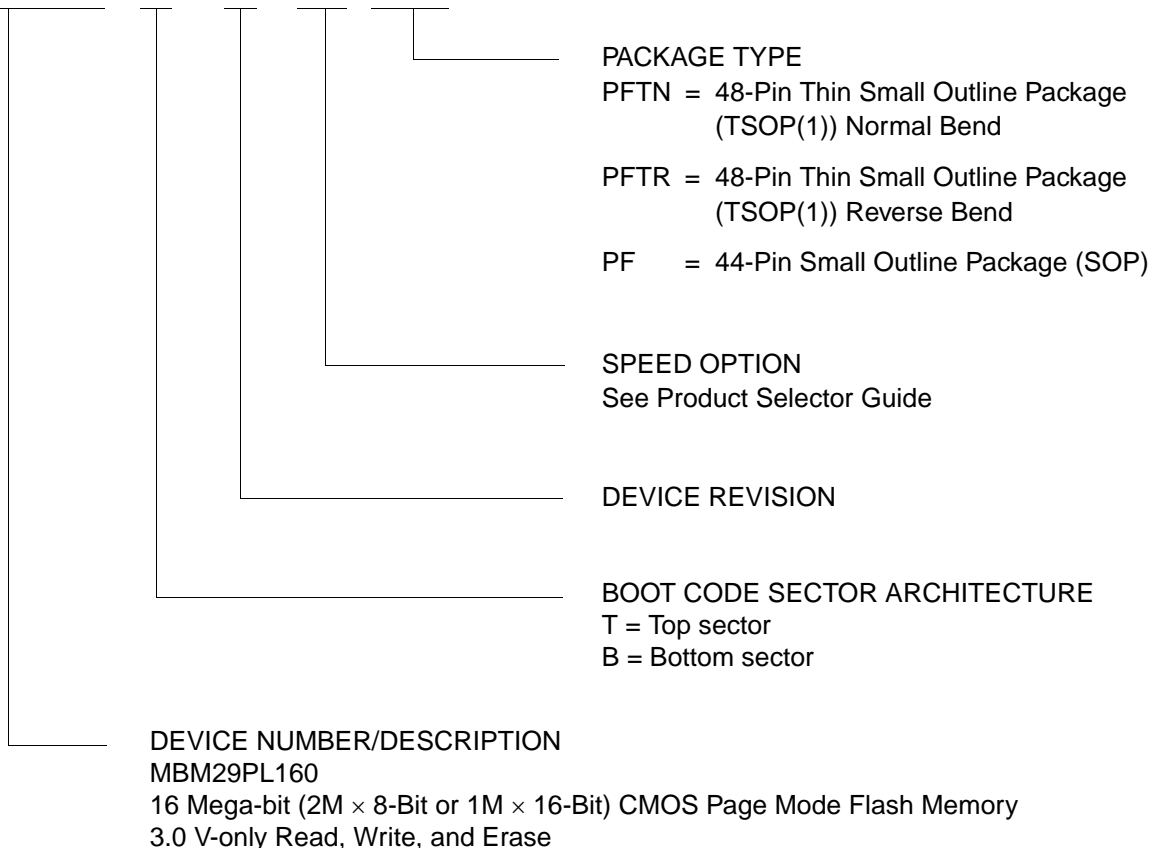 PACKAGE TYPE
PFTN = 48-Pin Thin Small Outline Package
(TSOP(1)) Normal Bend
PFTR = 48-Pin Thin Small Outline Package
(TSOP(1)) Reverse Bend
PF = 44-Pin Small Outline Package (SOP)
SPEED OPTION
See Product Selector Guide
DEVICE REVISION
BOOT CODE SECTOR ARCHITECTURE
T = Top sector
B = Bottom sector
DEVICE NUMBER/DESCRIPTION
MBM29PL160
16 Mega-bit (2M × 8-Bit or 1M × 16-Bit) CMOS Page Mode Flash Memory
3.0 V-only Read, Write, and Erase